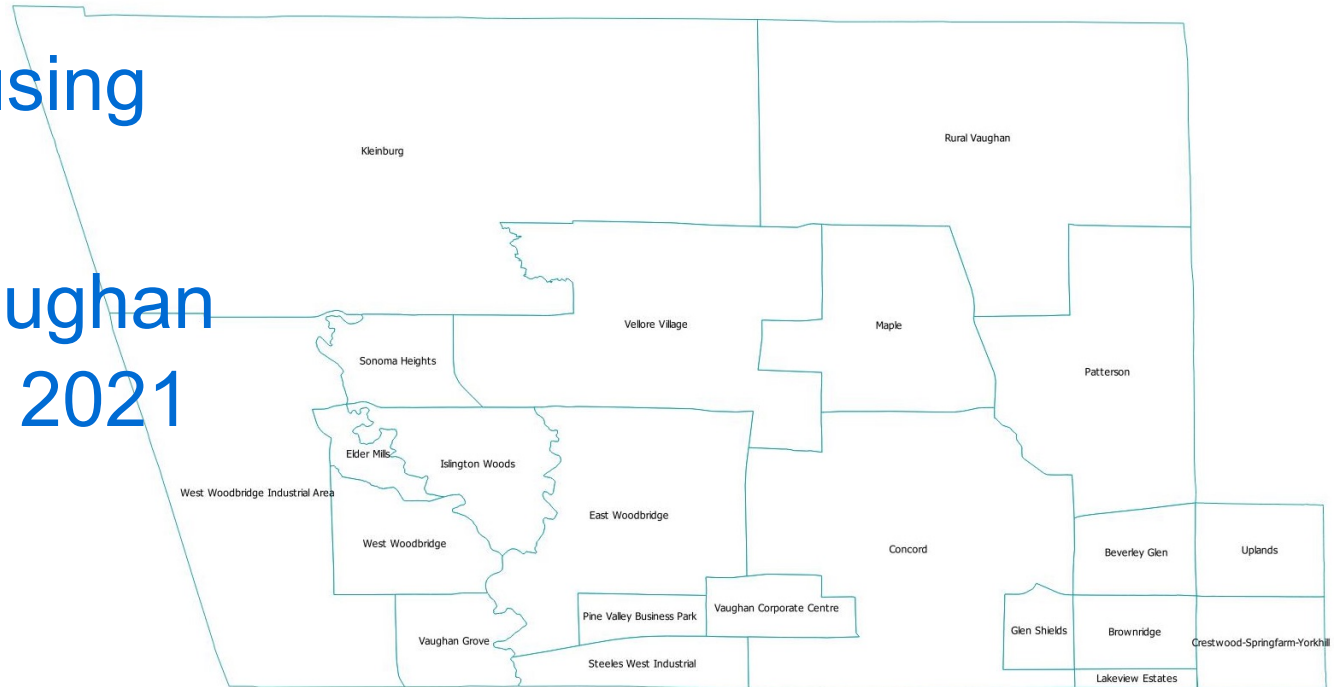 using
Rural Vaughan
Kleinburg
ughan
Vellore Village
Maple
Sonoma Heights
Patterson
2021
Elder Mills
Islington Woods
West Woodbridge Industrial Area
East Woodbridge
West Woodbridge
Concord
Beverley Glen
Uplands
Vaughan Corporate Centre
Pine Valley Business Park
Glen Shields
Brownridge
Vaughan Grove
Crestwood-Springfarm-Yorkhill
Steeles West Industrial
Lakeview Estates